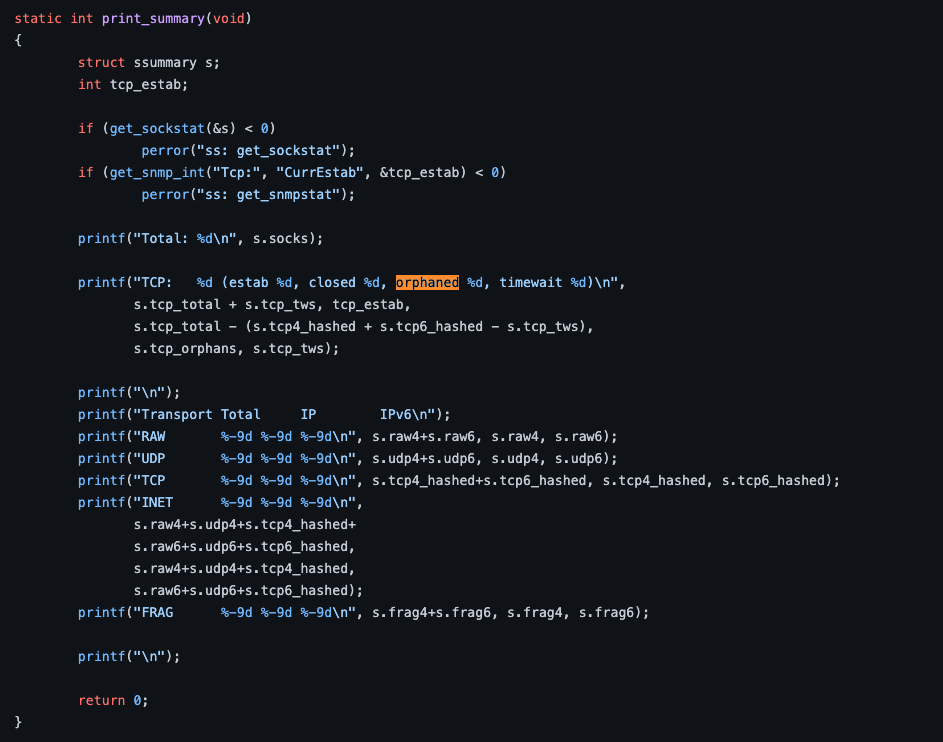 static int print_summary(void)
{
        struct ssummary s;
        int tcp_estab;

        if (get_sockstat(&s) < 0)
                perror("ss: get_sockstat");
        if (get_snmp_int("Tcp:", "CurrEstab", &tcp_estab) < 0)
                perror("ss: get_snmpstat");

        printf("Total: %d\n", s.socks);

        printf("TCP:   %d (estab %d, closed %d, orphaned %d, timewait %d)\n",
               s.tcp_total + s.tcp_tws, tcp_estab,
               s.tcp_total - (s.tcp4_hashed + s.tcp6_hashed - s.tcp_tws),
               s.tcp_orphans, s.tcp_tws);

        printf("\n");
        printf("Transport Total     IP        IPv6\n");
        printf("RAW       %-9d %-9d %-9d\n", s.raw4+s.raw6, s.raw4, s.raw6);
        printf("UDP       %-9d %-9d %-9d\n", s.udp4+s.udp6, s.udp4, s.udp6);
        printf("TCP       %-9d %-9d %-9d\n", s.tcp4_hashed+s.tcp6_hashed, s.tcp4_hashed, s.tcp6_hashed);
        printf("INET      %-9d %-9d %-9d\n",
               s.raw4+s.udp4+s.tcp4_hashed+
               s.raw6+s.udp6+s.tcp6_hashed,
               s.raw4+s.udp4+s.tcp4_hashed,
               s.raw6+s.udp6+s.tcp6_hashed);
        printf("FRAG      %-9d %-9d %-9d\n", s.frag4+s.frag6, s.frag4, s.frag6);

        printf("\n");

        return 0;
}